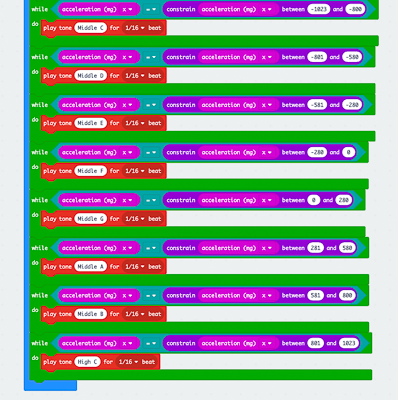 while acceleration (mg) x = constrain acceleration (mg) x between -1023 and -800
do play tone Middle C for 1/16 beat
while acceleration (mg) x = constrain acceleration (mg) x between -801 and -580
do play tone Middle D for 1/16 beat
while acceleration (mg) x = constrain acceleration (mg) x between -581 and -280
do play tone Middle E for 1/16 beat
while acceleration (mg) x = constrain acceleration (mg) x between -280 and 0
do play tone Middle F for 1/16 beat
while acceleration (mg) x = constrain acceleration (mg) x between 0 and 280
do play tone Middle G for 1/16 beat
while acceleration (mg) x = constrain acceleration (mg) x between 281 and 580
do play tone Middle A for 1/16 beat
while acceleration (mg) x = constrain acceleration (mg) x between 581 and 800
do play tone Middle B for 1/16 beat
while acceleration (mg) x = constrain acceleration (mg) x between 801 and 1023
do play tone High C for 1/16 beat